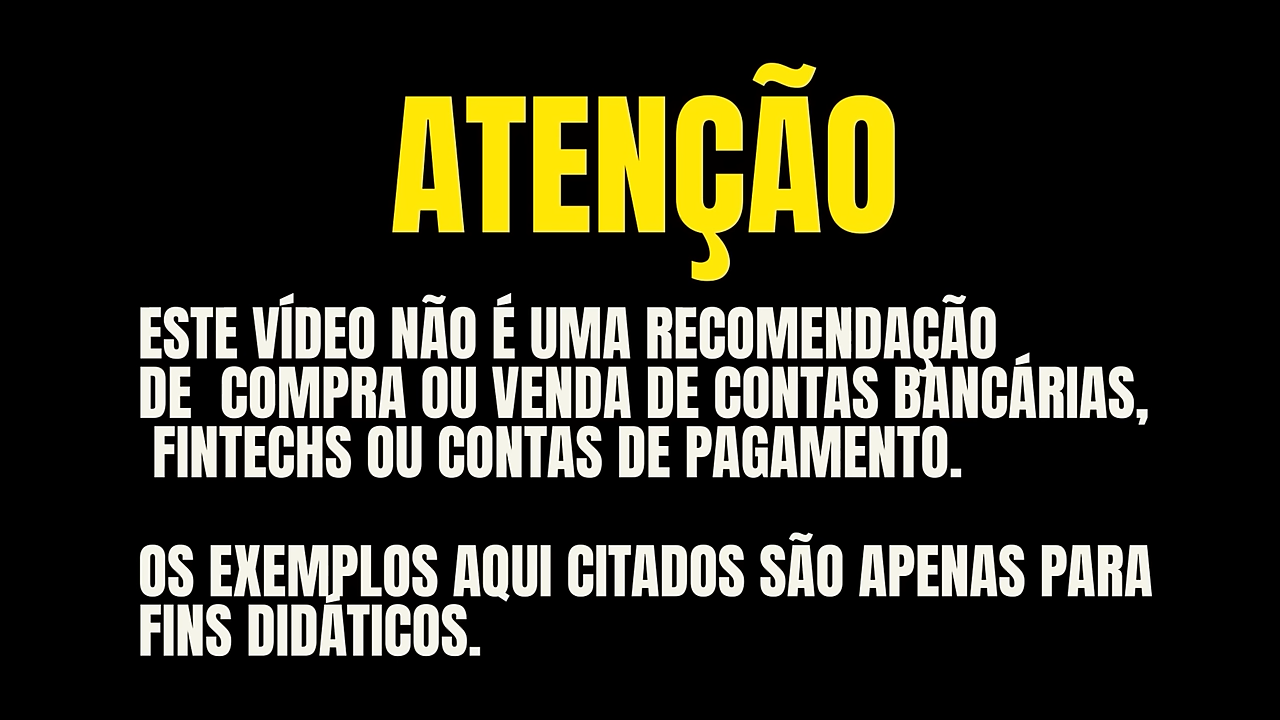 ATENÇÃO
ESTE VÍDEO NÃO É UMA RECOMENDAÇÃO
DE COMPRA OU VENDA DE CONTAS BANCÁRIAS,
FINTECHS OU CONTAS DE PAGAMENTO.
OS EXEMPLOS AQUI CITADOS SÃO APENAS PARA
FINS DIDÁTICOS.